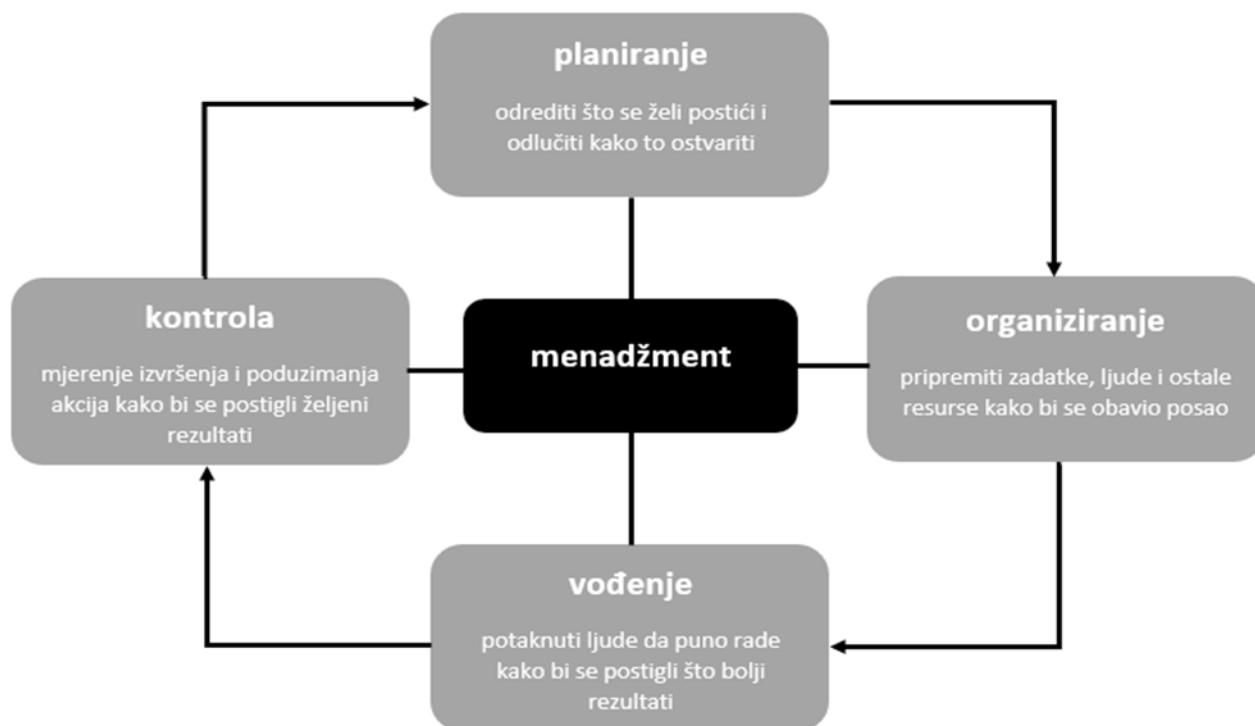 planiranje
odrediti što se želi postići i
odlučiti kako to ostvariti
kontrola
mjerenje izvršenja i poduzimanja
akcija kako bi se postigli željeni
rezultati
menadžment
organiziranje
pripremiti zadatke, ljude i ostale
resurse kako bi se obavio posao
vođenje
potaknuti ljude da puno rade
kako bi se postigli što bolji
rezultati